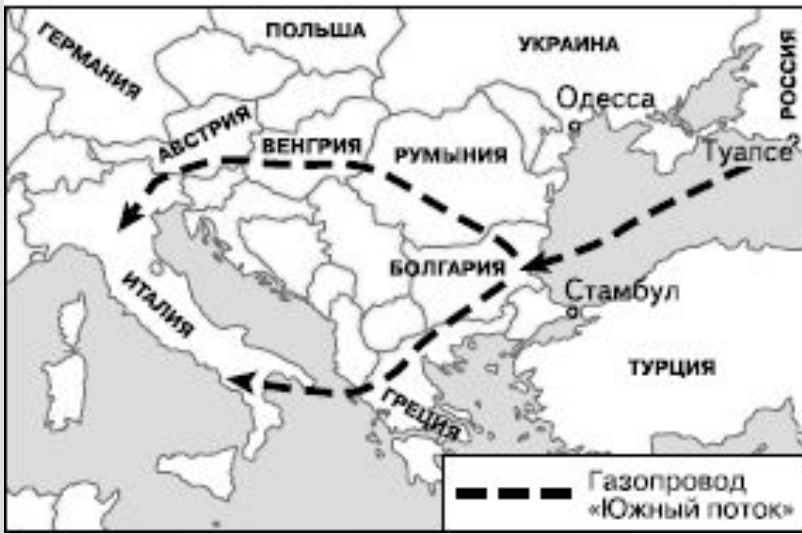 ПОЛЬША
УКРАИНА
РОССИЯ
ГЕРМАНИЯ
Одесса
АВСТРИЯ
ВЕНГРИЯ
РУМЫНИЯ
Туапсе
БОЛГАРИЯ
ИТАЛИЯ
Стамбул
ТУРЦИЯ
ГРЕЦИЯ
Газопровод
«Южный поток»